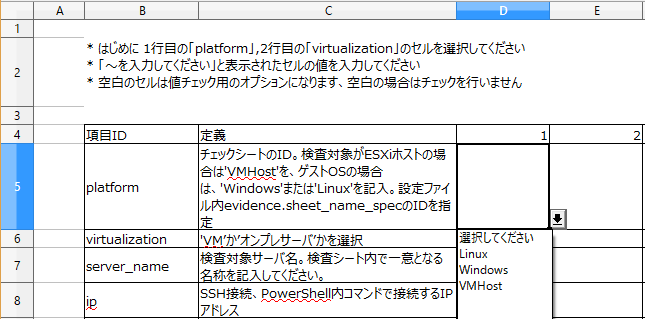 A B C D E
1
2
* はじめに 1行目の「platform」,2行目の「virtualization」のセルを選択してください
* 「～を入力してください」と表示されたセルの値を入力してください
* 空白のセルは値チェック用のオプションになります、空白の場合はチェックを行いません
3
4 項目ID 定義 1 2
5 platform
チェックシートのID。検査対象がESXiホストの場
合は'VMHost'を、ゲストOSの場合
は、'Windows'または'Linux'を記入。設定ファイ
ル内evidence.sheet_name_specのIDを指
定
6 virtualization 'VM'か'オンプレサーバ'かを選択
7 server_name
検査対象サーバ名。検査シート内で一意となる
名称を記入してください。
8 ip
SSH接続、PowerShell内コマンドで接続するIP
アドレス
選択してください
Linux
Windows
VMHost